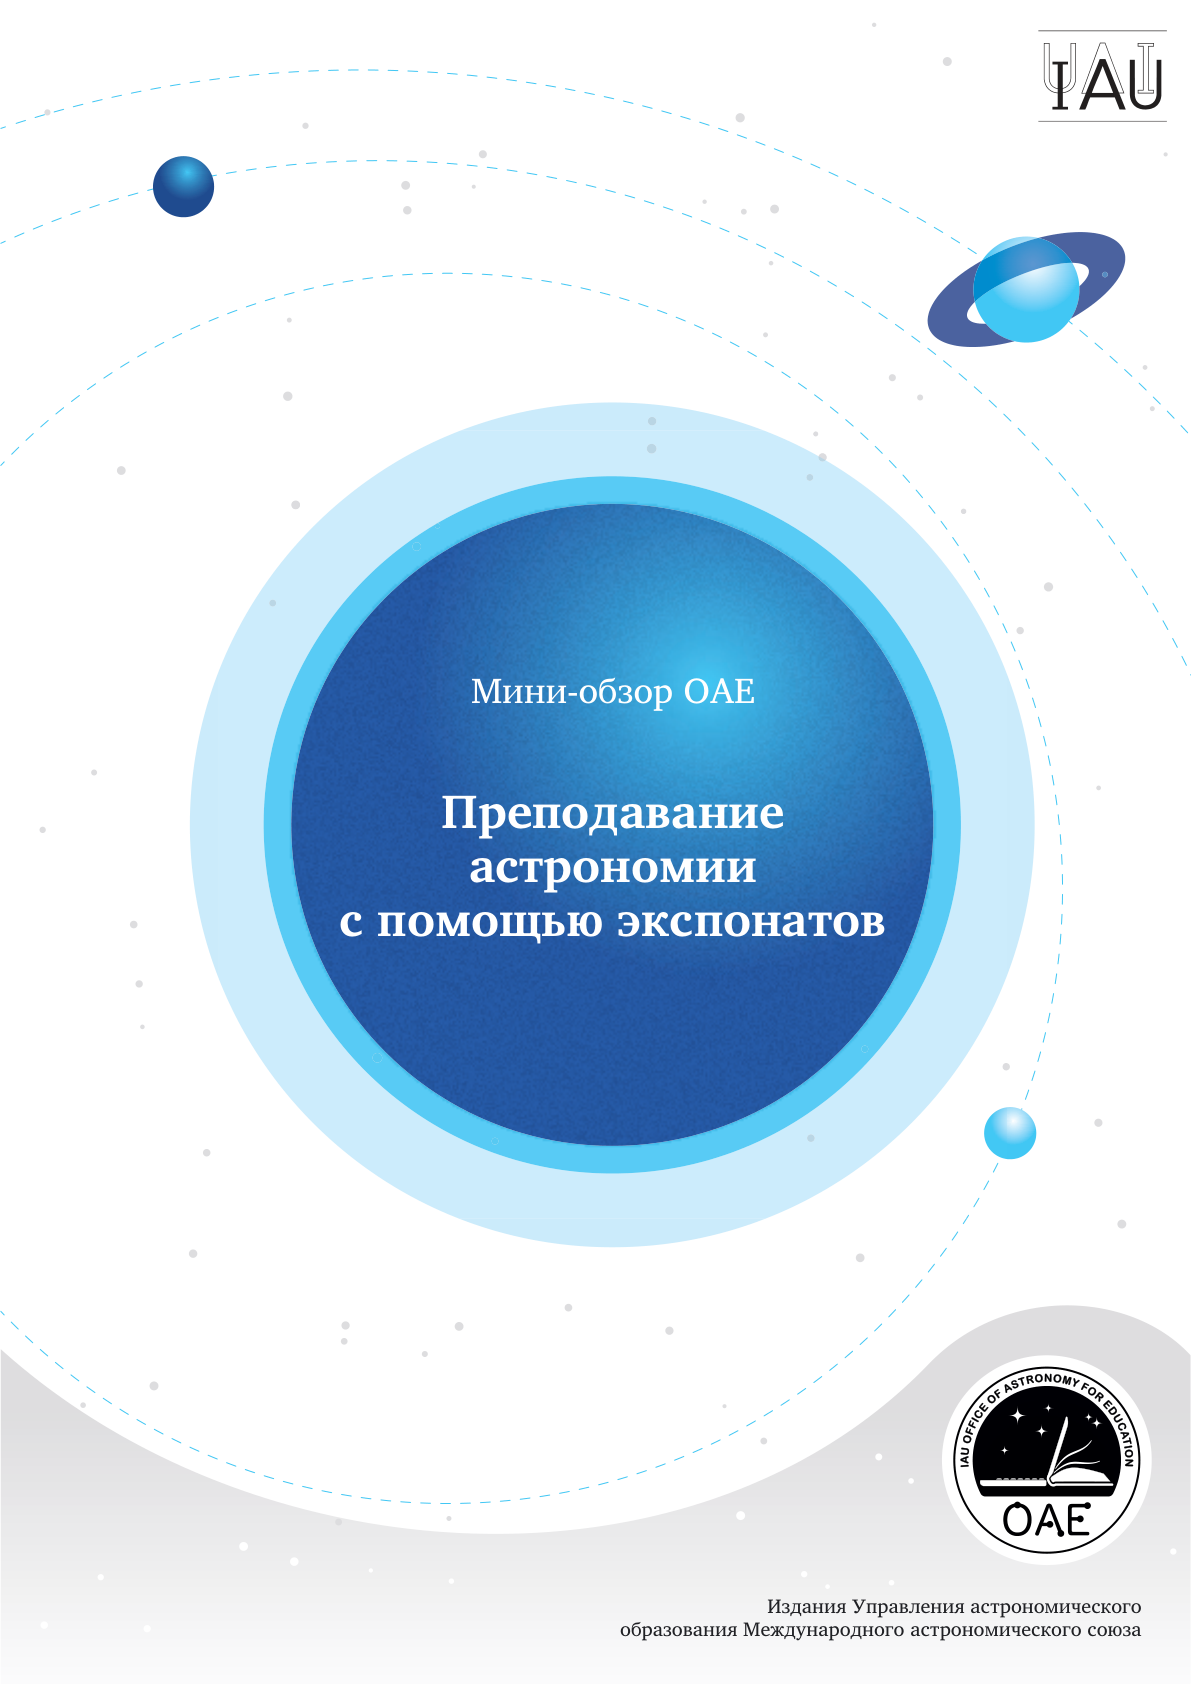 UAI
IAU
Мини-обзор OAE
Преподавание
астрономии
с помощью экспонатов
IAU OFFICE OF ASTRONOMY FOR EDUCATION
OAE
Издания Управления астрономического
образования Международного астрономического союза